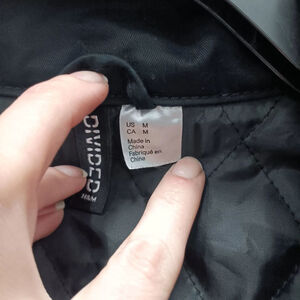 DIVIDED
H&M
US M
CA M
Made in
China
Fabriqué en
Chine